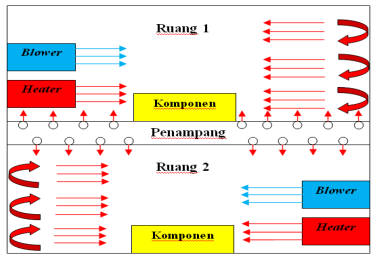 Ruang 1
Blower
Heater
Komponen
Penampang
Ruang 2
Blower
Heater
Komponen